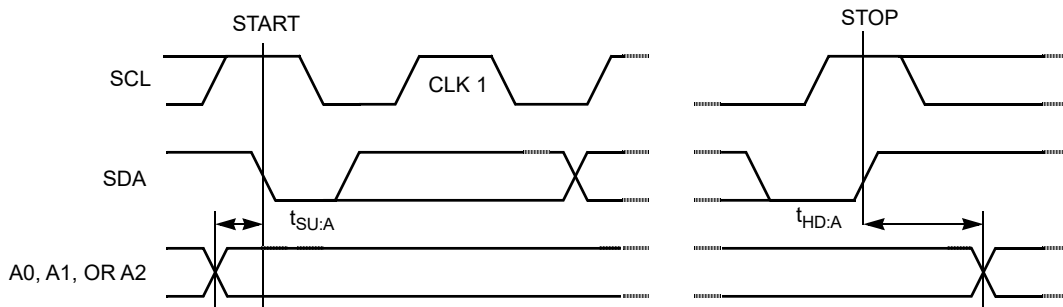 START
STOP
SCL
CLK 1
SDA
tSU:A
tHD:A
A0, A1, OR A2